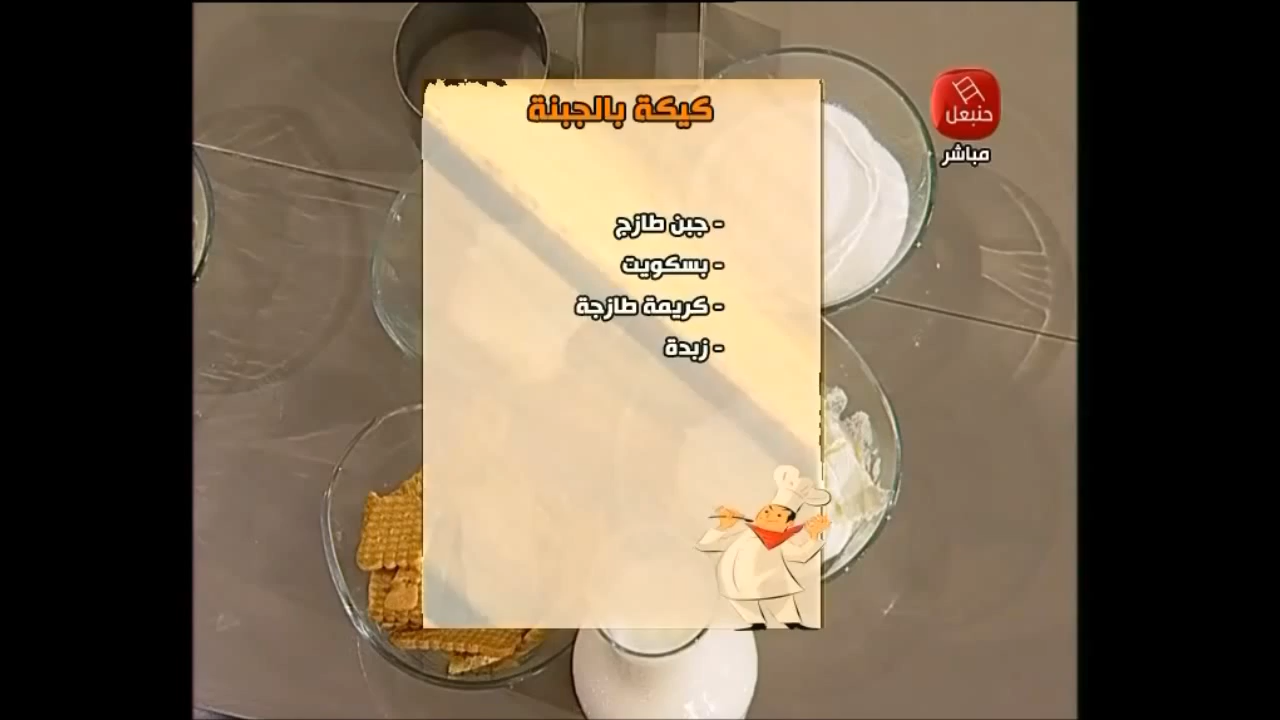 كيكة بالجبنة
- جبن طازج
- بسكويت
- كريمة طازجة
- زبدة
حنبعل
مباشر